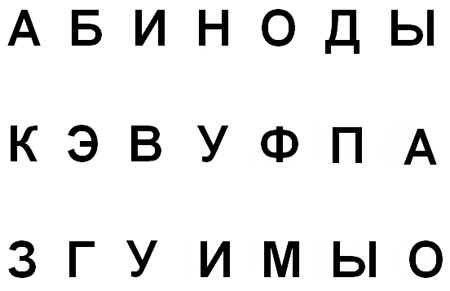 А Б И Н О Д Ы
К Э В У Ф П А
З Г У И М Ы О